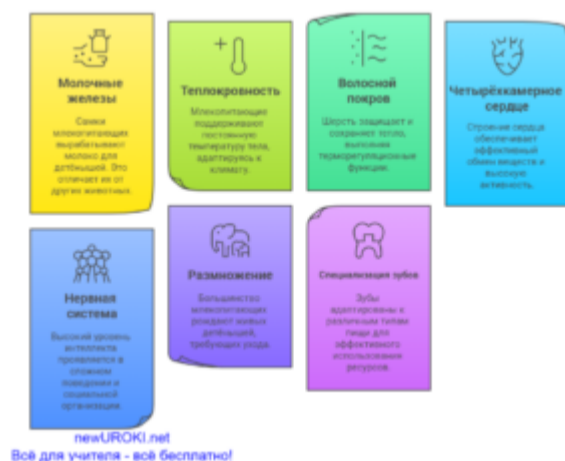 Молочные
железы
Самки
млекопитающих
вырабатывают
молоко для
детёнышей. Это
отличает их от
других животных.
Теплокровность
Млекопитающие
поддерживают
постоянную
температуру тела,
адаптируясь к
климату.
Волосной
покров
Шерсть защищает и
сохраняет тепло,
выполняя
терморегуляционные
функции.
Четырёхкамерное
сердце
Строение сердца
обеспечивает
эффективный
обмен веществ и
высокую
активность.
Нервная
система
Высокий уровень
интеллекта
проявляется в
сложном
поведении и
социальной
организации.
Размножение
Большинство
млекопитающих
рождают живых
детёнышей,
требующих ухода.
Специализация зубов
Зубы
адаптированы к
различным типам
пищи для
эффективного
использования
ресурсов.
newUROKI.net
Всё для учителя - всё бесплатно!